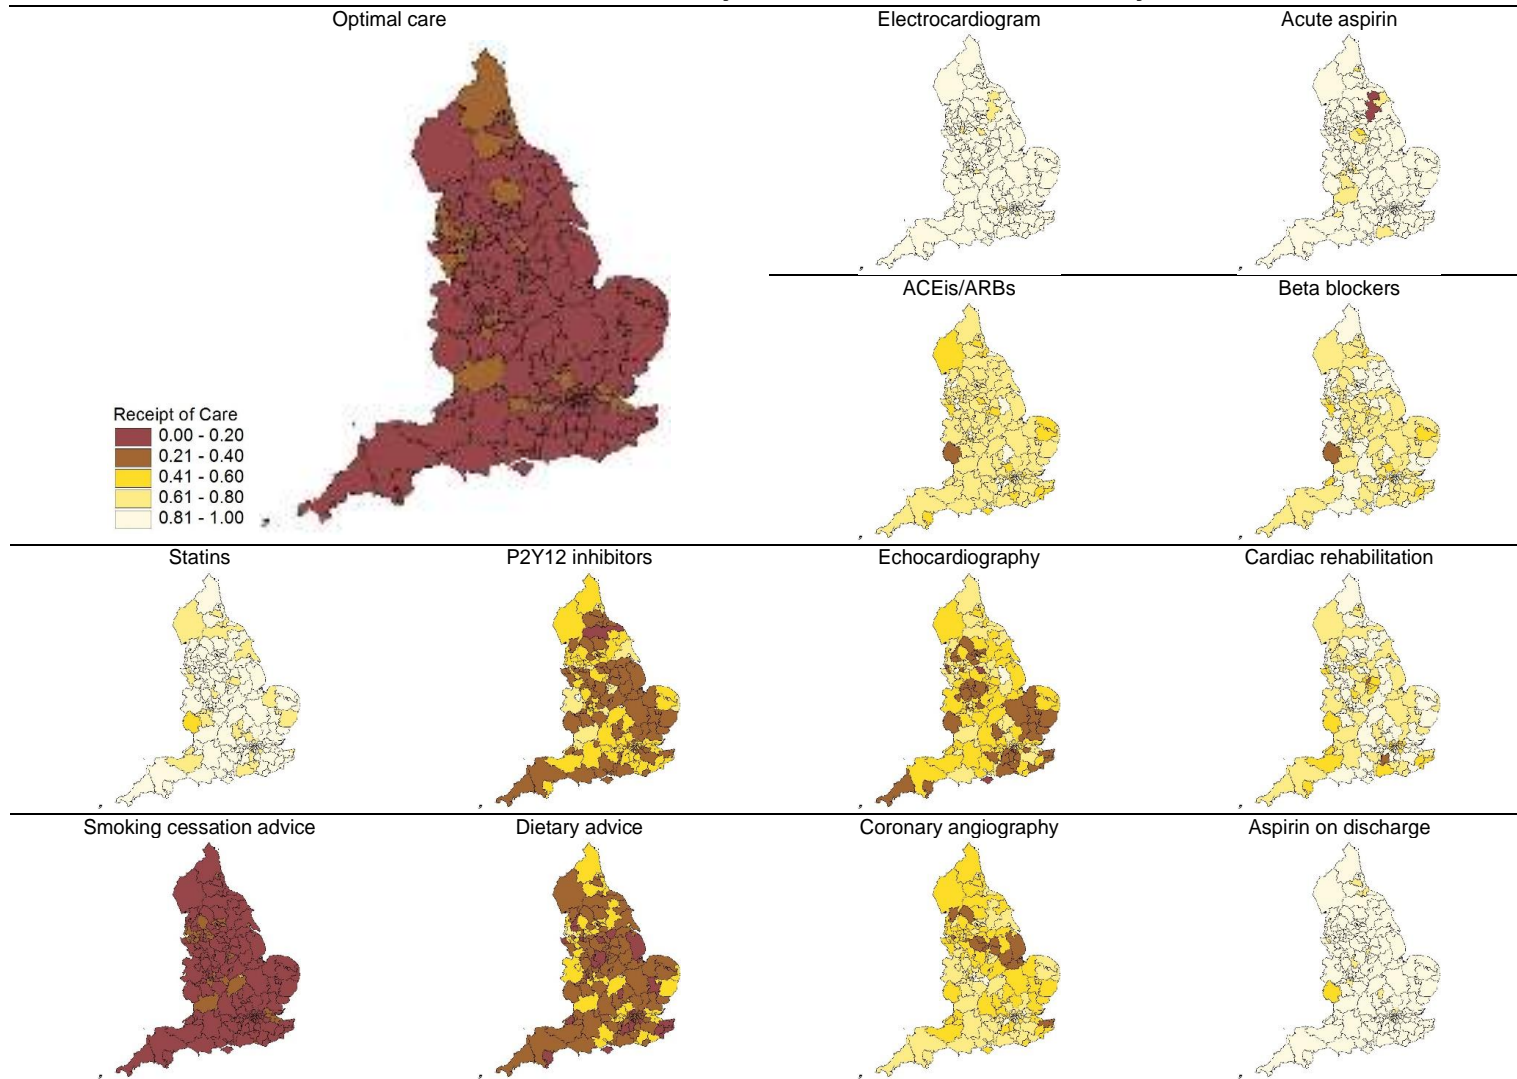 Optimal care
Electrocardiogram
Acute aspirin
ACEis/ARBs
Beta blockers
Receipt of Care
0.00 - 0.20
0.21 - 0.40
0.41 - 0.60
0.61 - 0.80
0.81 - 1.00
Statins
P2Y12 inhibitors
Echocardiography
Cardiac rehabilitation
Smoking cessation advice
Dietary advice
Coronary angiography
Aspirin on discharge